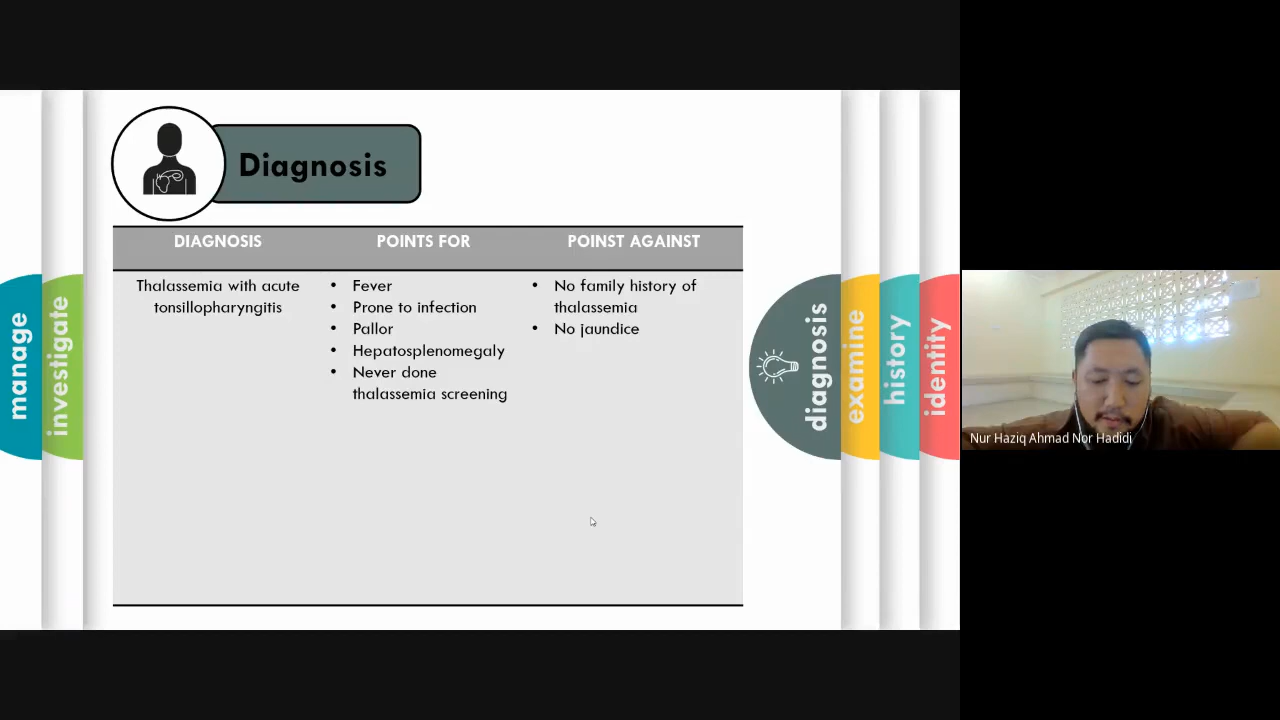 Diagnosis
DIAGNOSIS
POINTS FOR
POINST AGAINST
Thalassemia with acute
tonsillopharyngitis
• Fever
• Prone to infection
• Pallor
• Hepatosplenomegaly
• Never done
thalassemia screening
• No family history of
thalassemia
• No jaundice
manage
investigate
diagnosis
examine
history
identity
Nur Haziq Ahmad Nor Hadidi